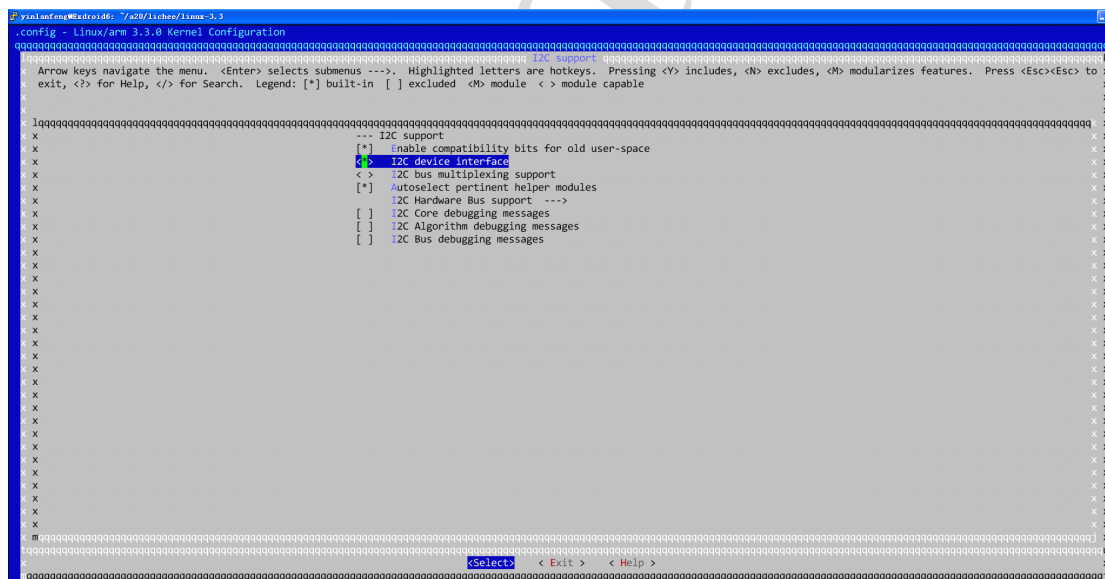 yinlanfeng@Exdroid6: ~/a20/lichee/linux-3.3
.config - Linux/arm 3.3.0 Kernel Configuration
I2C support
Arrow keys navigate the menu. <Enter> selects submenus --->. Highlighted letters are hotkeys. Pressing <Y> includes, <N> excludes, <M> modularizes features. Press <Esc><Esc> to
exit, <?> for Help, </> for Search. Legend: [*] built-in [ ] excluded <M> module < > module capable
--- I2C support
[*] Enable compatibility bits for old user-space
<*> I2C device interface
< > I2C bus multiplexing support
[*] Autoselect pertinent helper modules
I2C Hardware Bus support --->
[ ] I2C Core debugging messages
[ ] I2C Algorithm debugging messages
[ ] I2C Bus debugging messages
<Select> < Exit > < Help >